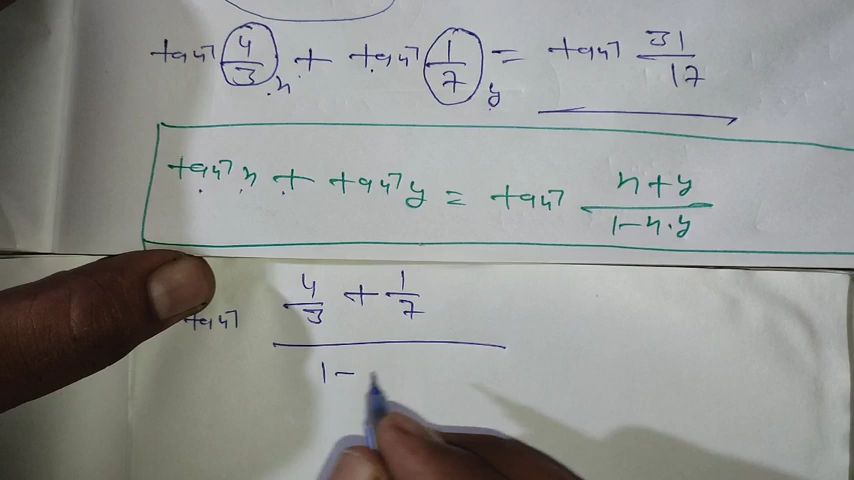 tan⁻¹ 4/3 x + tan⁻¹ 1/7 y = tan⁻¹ 31/17
tan⁻¹x + tan⁻¹y = tan⁻¹ x+y/1-x.y
tan⁻¹ 4/3 + 1/7
1-